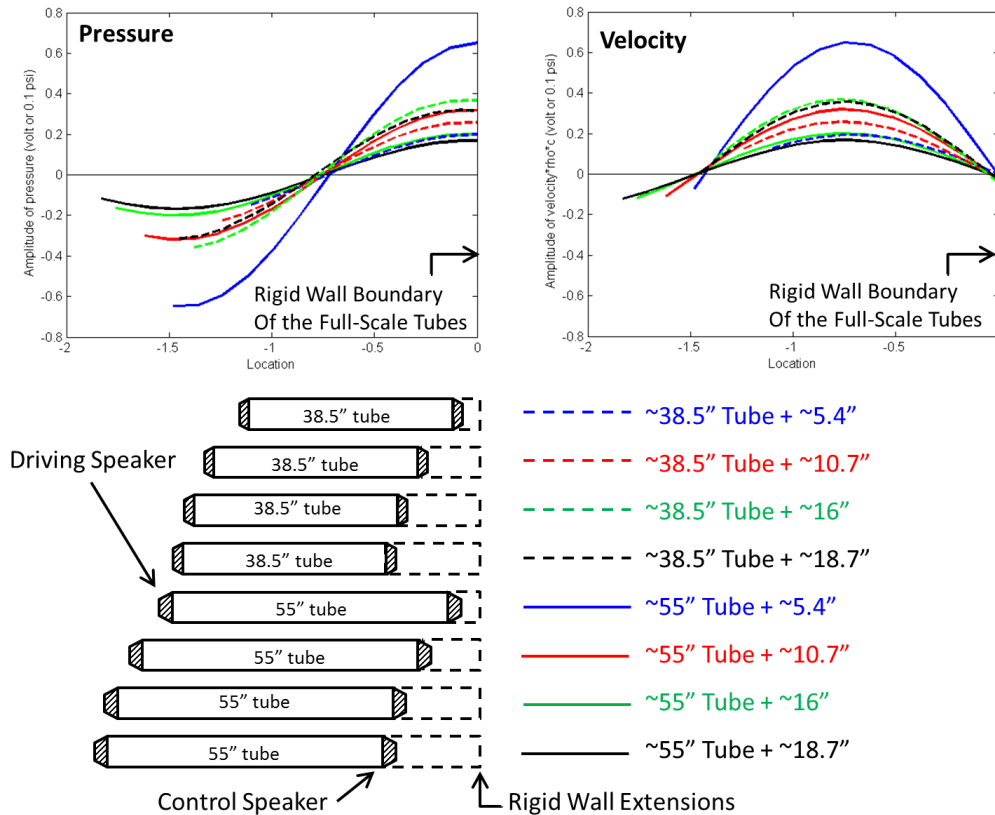 Pressure
Amplitude of pressure (volt or 0.1 psi)
0.8
0.6
0.4
0.2
0
-0.2
-0.4
-0.6
0.8
-2
-1.5
-1
-0.5
0
Location
Rigid Wall Boundary
Of the Full-Scale Tubes
Velocity
Amplitude of velocity*rho*c (volt or 0.1 psi)
0.8
0.6
0.4
0.2
0
-0.2
-0.4
-0.6
-0.8
-2
-1.5
-1
-0.5
0
Location
Rigid Wall Boundary
Of the Full-Scale Tubes
Driving Speaker
38.5” tube
38.5” tube
38.5” tube
38.5” tube
55” tube
55” tube
55” tube
55” tube
Control Speaker
Rigid Wall Extensions
~38.5” Tube + ~5.4”
~38.5” Tube + ~10.7”
~38.5” Tube + ~16”
~38.5” Tube + ~18.7”
~55” Tube + ~5.4”
~55” Tube + ~10.7”
~55” Tube + ~16”
~55” Tube + ~18.7”